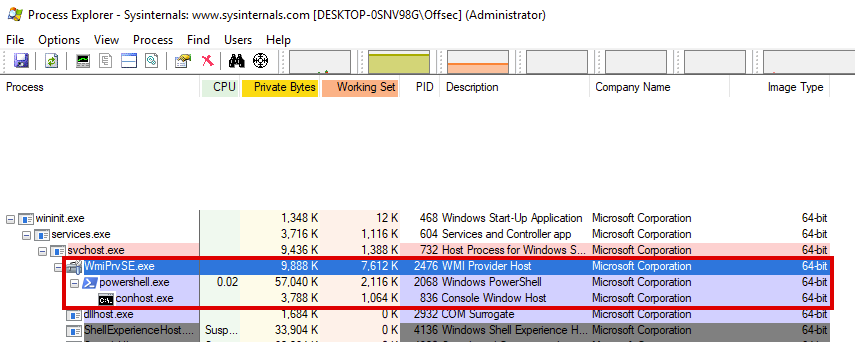 Process Explorer - Sysinternals: www.sysinternals.com [DESKTOP-0SNV98G\Offsec] (Administrator)
File Options View Process Find Users Help
Process CPU Private Bytes Working Set PID Description Company Name Image Type
wininit.exe 1,348 K 12 K 468 Windows Start-Up Application Microsoft Corporation 64-bit
services.exe 3,716 K 1,116 K 604 Services and Controller app Microsoft Corporation 64-bit
svchost.exe 9,436 K 1,388 K 732 Host Process for Windows S... Microsoft Corporation 64-bit
WmiPrvSE.exe 9,888 K 7,612 K 2476 WMI Provider Host Microsoft Corporation 64-bit
powershell.exe 0.02 57,040 K 2,116 K 2068 Windows PowerShell Microsoft Corporation 64-bit
C:\. conhost.exe 3,788 K 1,064 K 836 Console Window Host Microsoft Corporation 64-bit
dllhost.exe 1,684 K 0 K 2932 COM Surrogate Microsoft Corporation 64-bit
ShellExperienceHost.... Susp... 33,904 K 0 K 4136 Windows Shell Experience H... Microsoft Corporation 64-bit